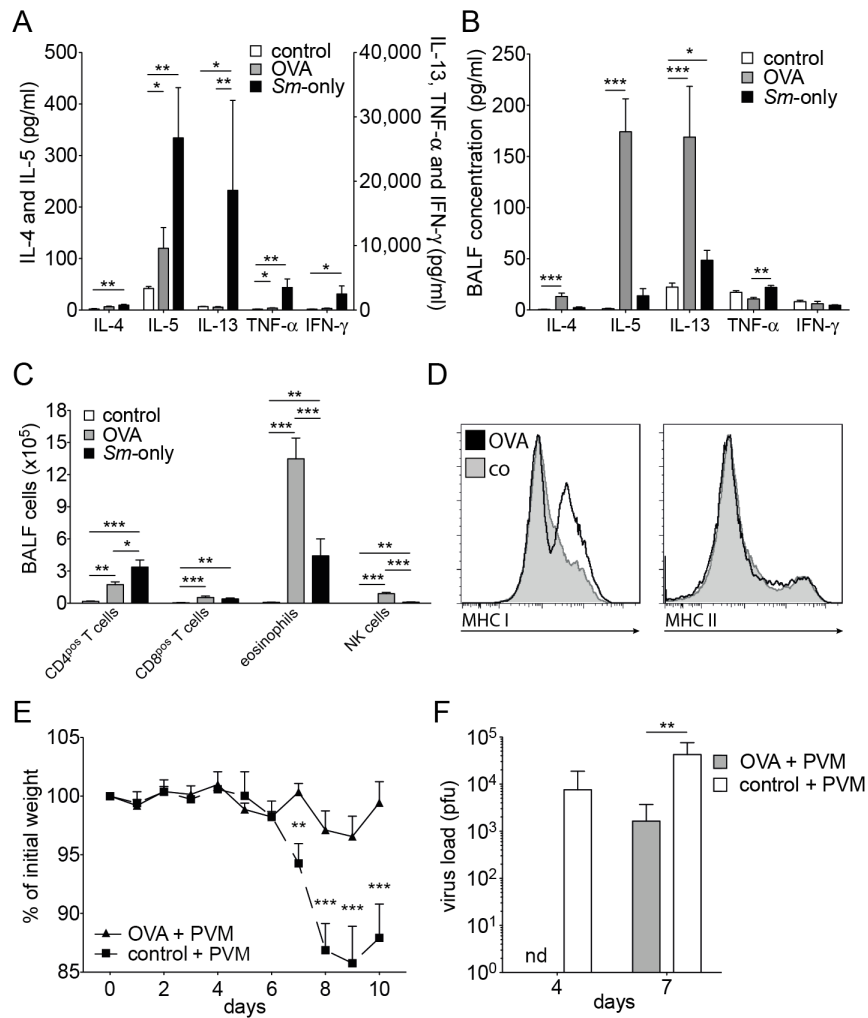 A
IL-4 and IL-5 (pg/ml)
500
400
300
200
100
0
control
OVA
Sm-only
** * * ** ** * ** *
IL-4 IL-5 IL-13 TNF-α IFN-γ
40,000
30,000
20,000
10,000
0
IL-13, TNF-α and IFN-γ (pg/ml)
B
BALF concentration (pg/ml)
250
200
150
100
50
0
control
OVA
Sm-only
*** *** *** * **
IL-4 IL-5 IL-13 TNF-α IFN-γ
C
BALF cells (x10⁵)
18
15
12
9
6
3
0
control
OVA
Sm-only
*** * ** ** *** ** *** *** ** *** ***
CD4ᵖᵒˢ T cells
CD8ᵖᵒˢ T cells
eosinophils
NK cells
D
OVA
co
MHC I
MHC II
E
% of initial weight
105
100
95
90
85
** *** *** ***
OVA + PVM
control + PVM
0 2 4 6 8 10
days
F
virus load (pfu)
10⁵
10⁴
10³
10²
10¹
10⁰
**
nd
OVA + PVM
control + PVM
4 7
days